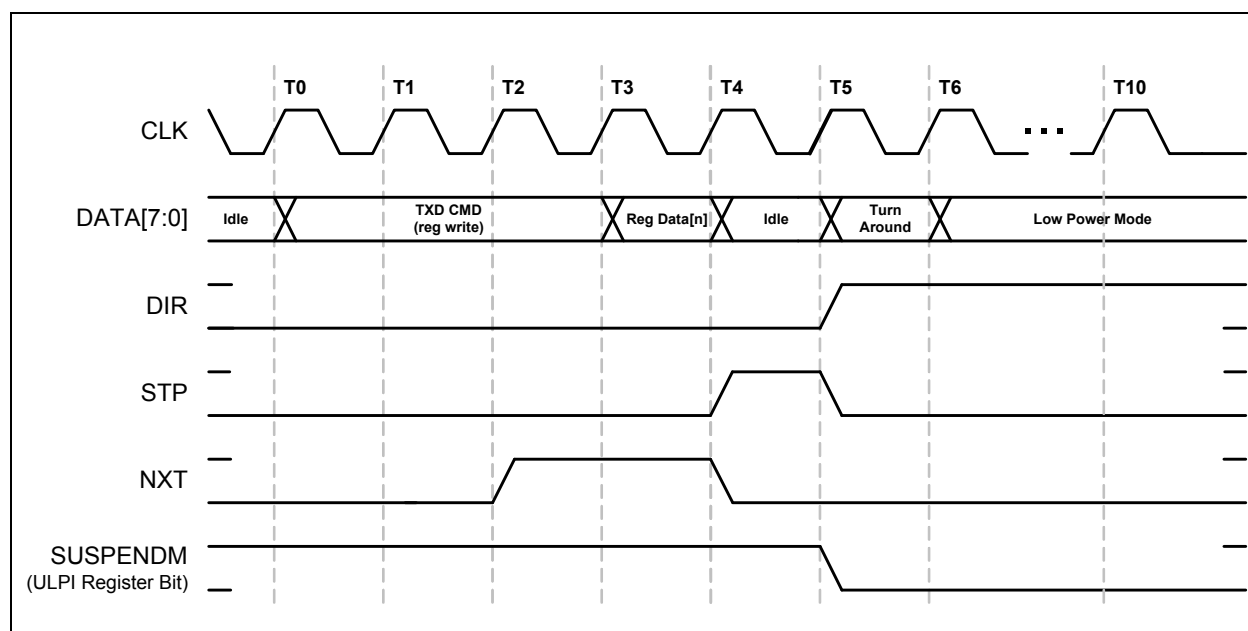 T0 T1 T2 T3 T4 T5 T6 T10
CLK ...
DATA[7:0] Idle TXD CMD Reg Data[n] Idle Turn Low Power Mode
(reg write) Around
DIR
STP
NXT
SUSPENDM
(ULPI Register Bit)